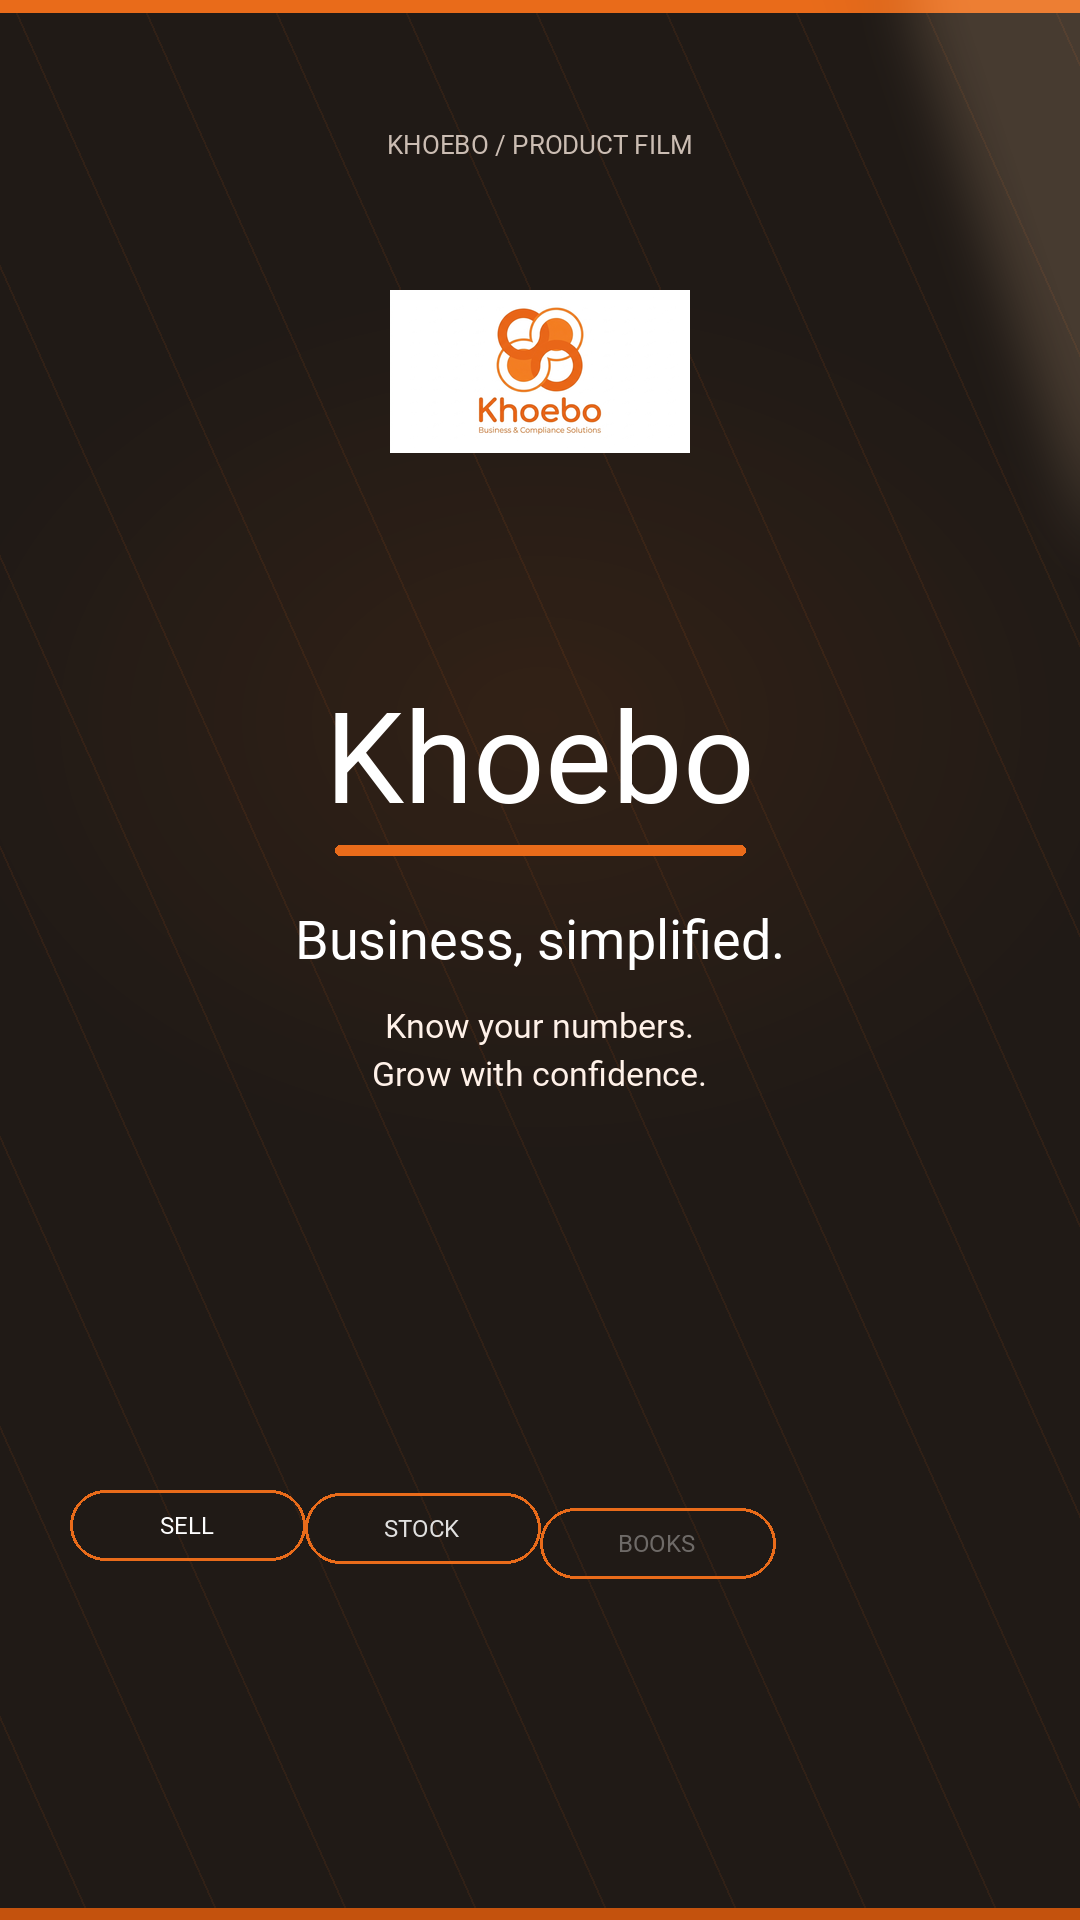 KHOEBO / PRODUCT FILM
Khoebo
Business & Compliance Solutions
Khoebo
Business, simplified.
Know your numbers.
Grow with confidence.
SELL
STOCK
BOOKS